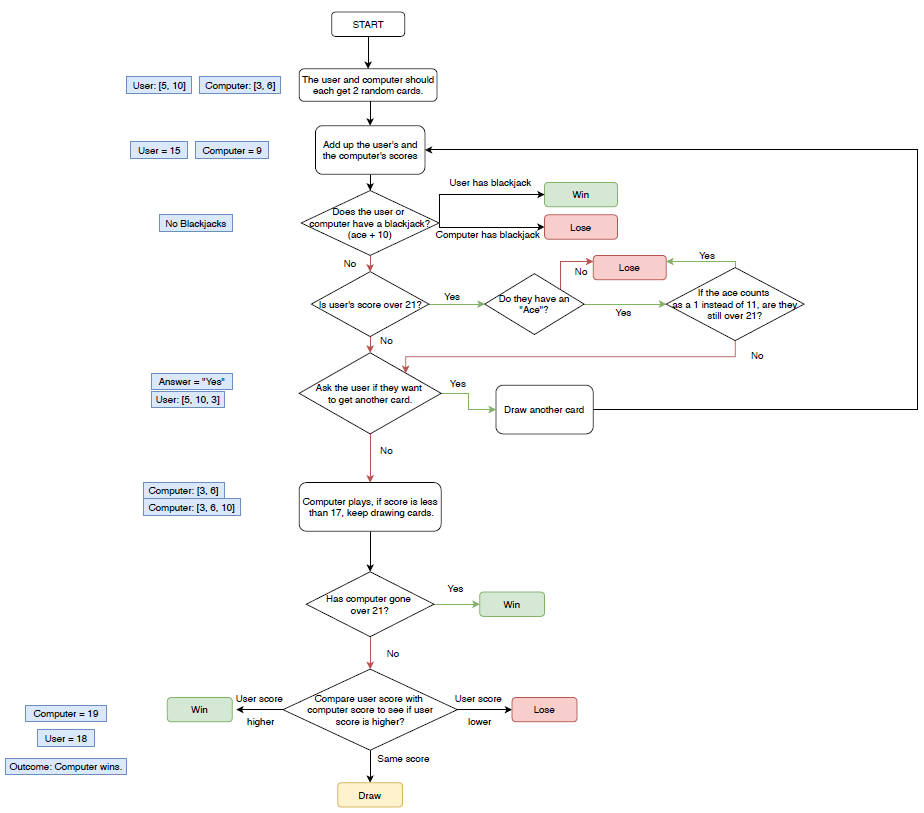 START
User: [5, 10]
Computer: [3, 6]
The user and computer should
each get 2 random cards.
User = 15
Computer = 9
Add up the user's and
the computer's scores
No Blackjacks
Does the user or
computer have a blackjack?
(ace + 10)
User has blackjack
Win
Computer has blackjack
Lose
No
Is user's score over 21?
Yes
Do they have an
"Ace"?
No
Lose
Yes
Yes
If the ace counts
as a 1 instead of 11, are they
still over 21?
No
No
Answer = "Yes"
User: [5, 10, 3]
Ask the user if they want
to get another card.
Yes
Draw another card
No
Computer: [3, 6]
Computer: [3, 6, 10]
Computer plays, if score is less
than 17, keep drawing cards.
Has computer gone
over 21?
Yes
Win
No
Computer = 19
User = 18
Outcome: Computer wins.
Win
User score
higher
Compare user score with
computer score to see if user
score is higher?
User score
lower
Lose
Same score
Draw